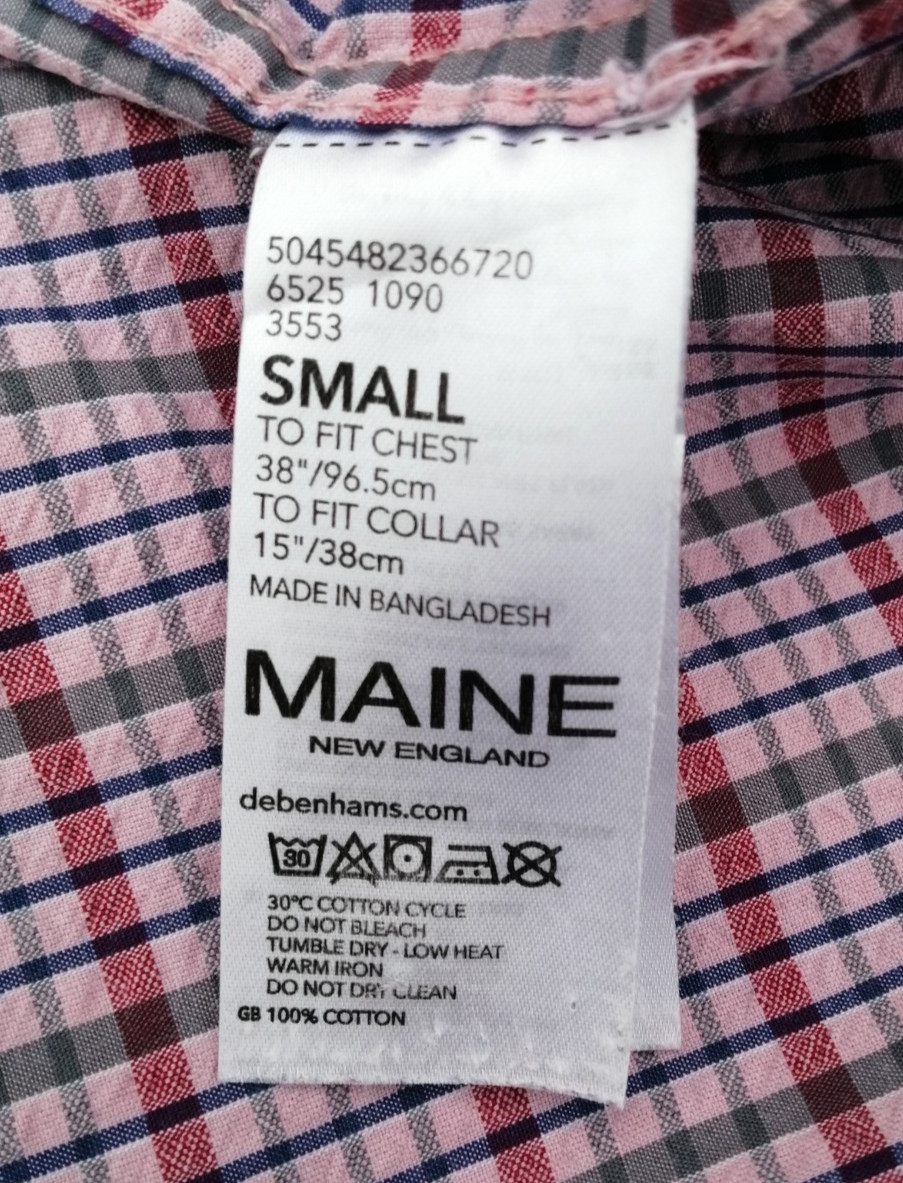 5045482366720
6525 1090
3553
SMALL
TO FIT CHEST
38"/96.5cm
TO FIT COLLAR
15"/38cm
MADE IN BANGLADESH
MAINE
NEW ENGLAND
debenhams.com
30
30°C COTTON CYCLE
DO NOT BLEACH
TUMBLE DRY - LOW HEAT
WARM IRON
DO NOT DRY CLEAN
GB 100% COTTON